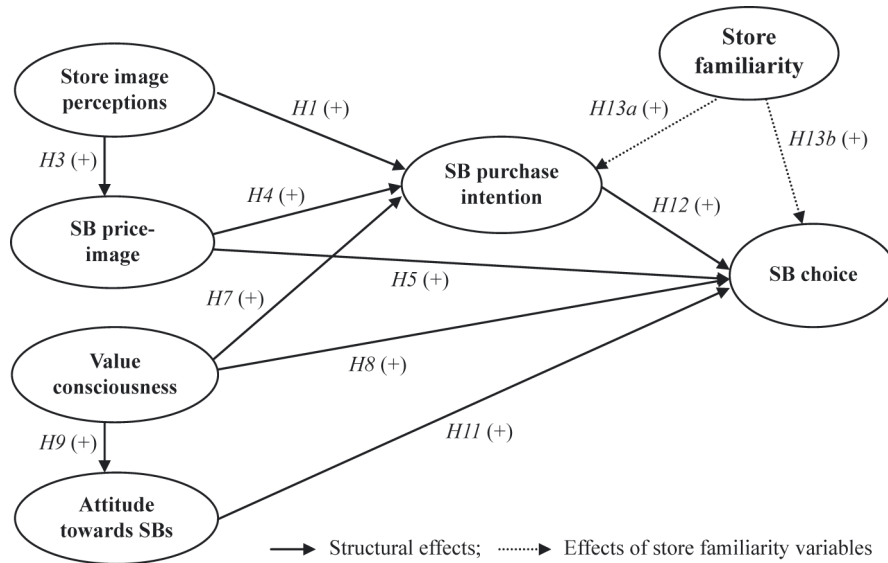 Store
familiarity
Store image
perceptions
H1 (+)
H13a (+)
H13b (+)
H3 (+)
SB purchase
intention
H4 (+)
H12 (+)
SB price-
image
H5 (+)
SB choice
H7 (+)
Value
consciousness
H8 (+)
H9 (+)
H11 (+)
Attitude
towards SBs
Structural effects; Effects of store familiarity variables